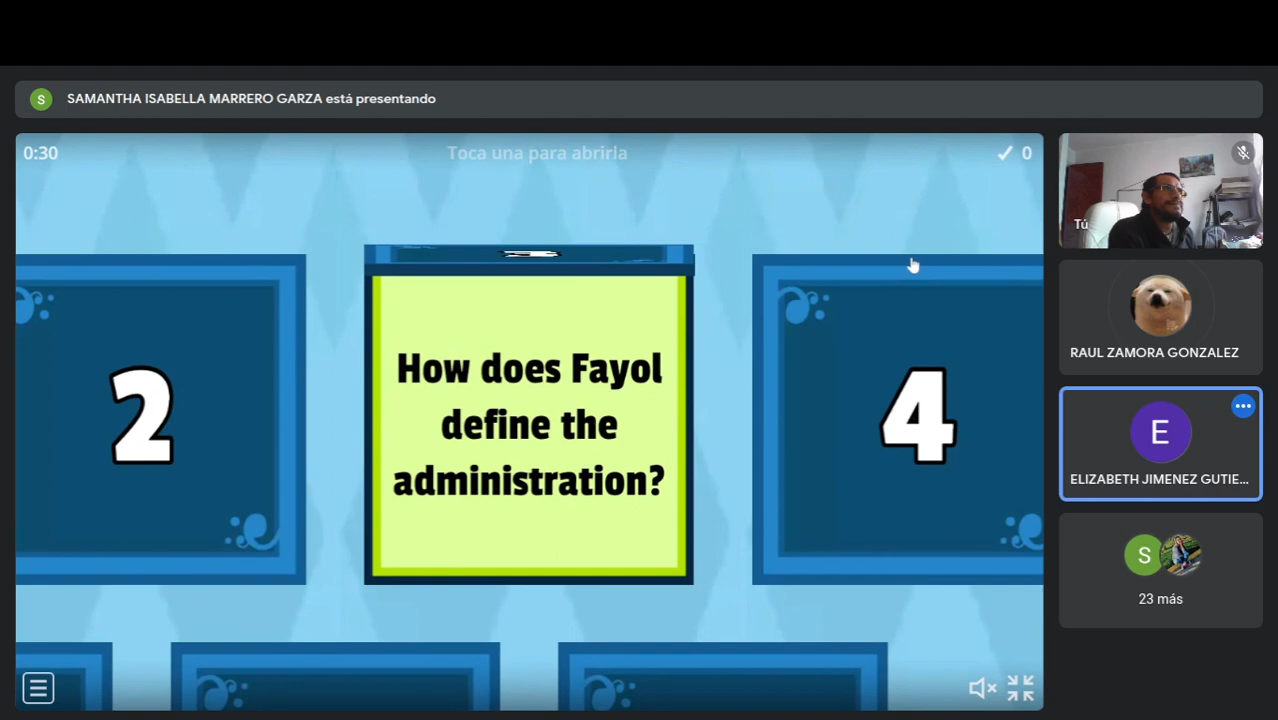 SAMANTHA ISABELLA MARRERO GARZA está presentando
0:30
Toca una para abrirla
0
2
How does Fayol
define the
administration?
4
Tú
RAUL ZAMORA GONZALEZ
E
ELIZABETH JIMENEZ GUTIE...
S
23 más
S